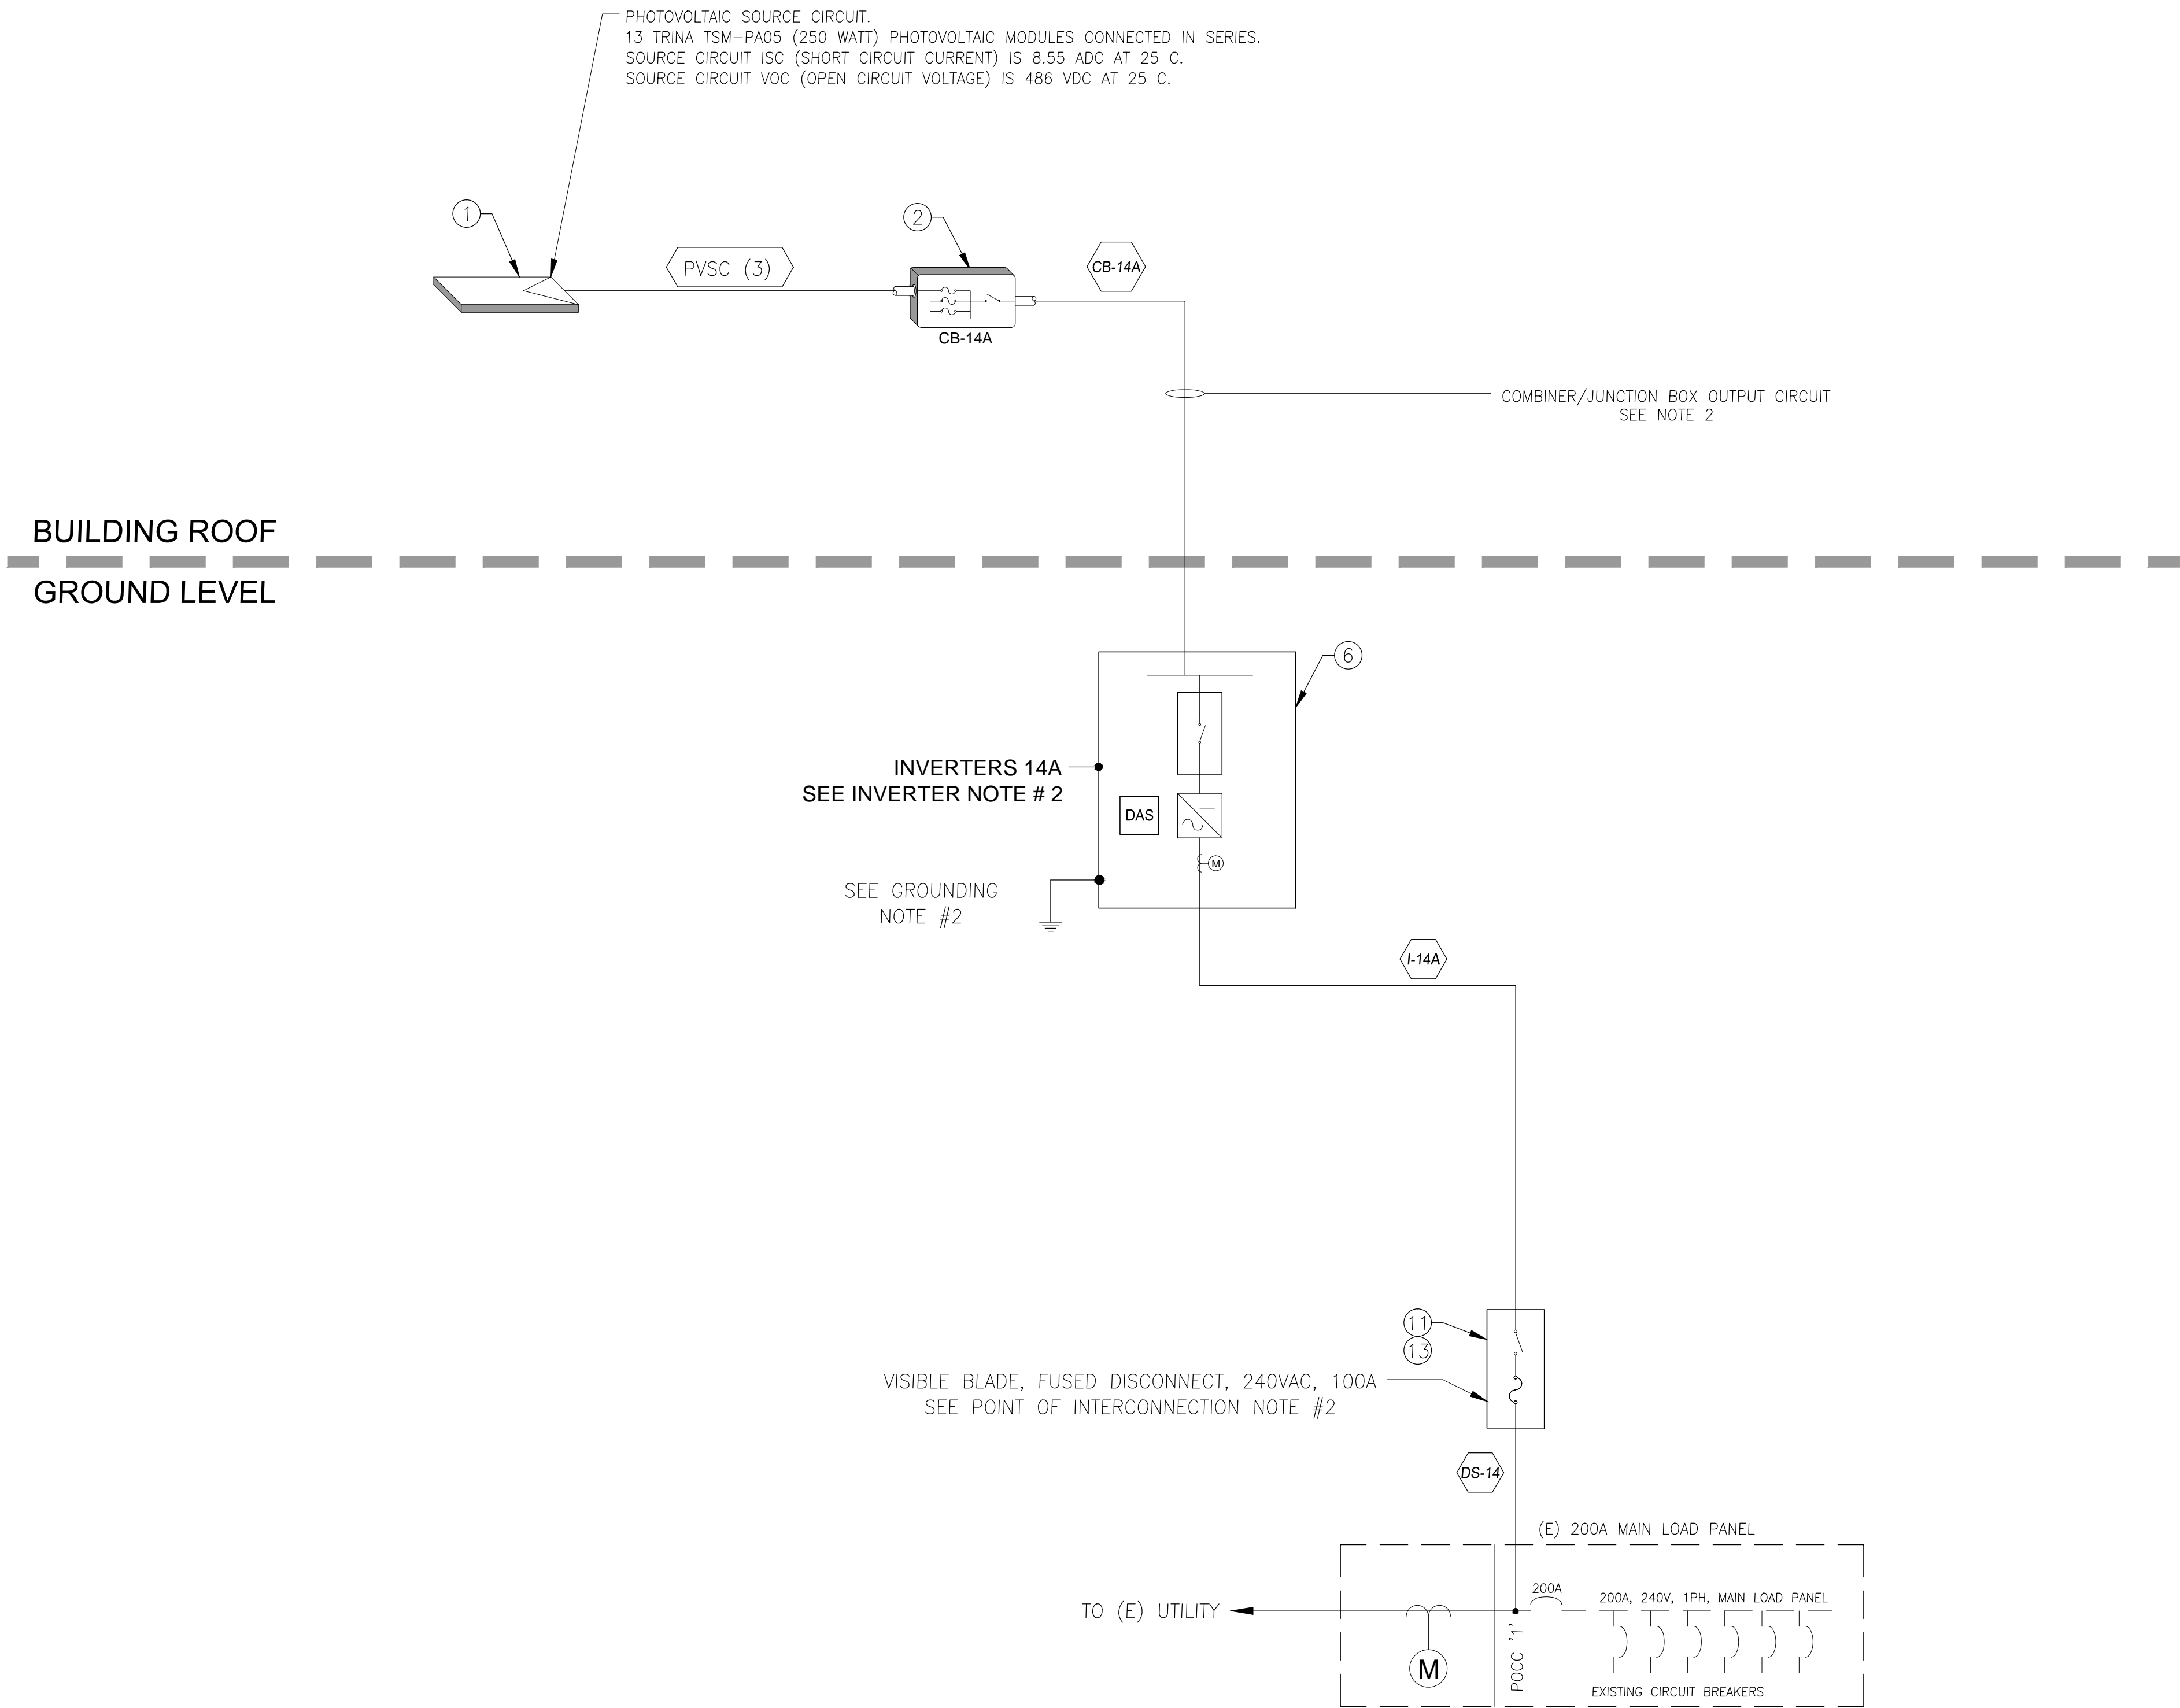 PHOTOVOLTAIC SOURCE CIRCUIT.
13 TRINA TSM-PA05 (250 WATT) PHOTOVOLTAIC MODULES CONNECTED IN SERIES.
SOURCE CIRCUIT ISC (SHORT CIRCUIT CURRENT) IS 8.55 ADC AT 25 C.
SOURCE CIRCUIT VOC (OPEN CIRCUIT VOLTAGE) IS 486 VDC AT 25 C.
1
2
PVSC (3)
CB-14A
CB-14A
COMBINER/JUNCTION BOX OUTPUT CIRCUIT
SEE NOTE 2
BUILDING ROOF
GROUND LEVEL
6
INVERTERS 14A
SEE INVERTER NOTE # 2
DAS
M
SEE GROUNDING
NOTE #2
I-14A
11
13
VISIBLE BLADE, FUSED DISCONNECT, 240VAC, 100A
SEE POINT OF INTERCONNECTION NOTE #2
DS-14
(E) 200A MAIN LOAD PANEL
200A
200A, 240V, 1PH, MAIN LOAD PANEL
TO (E) UTILITY
M
POCC '1'
EXISTING CIRCUIT BREAKERS